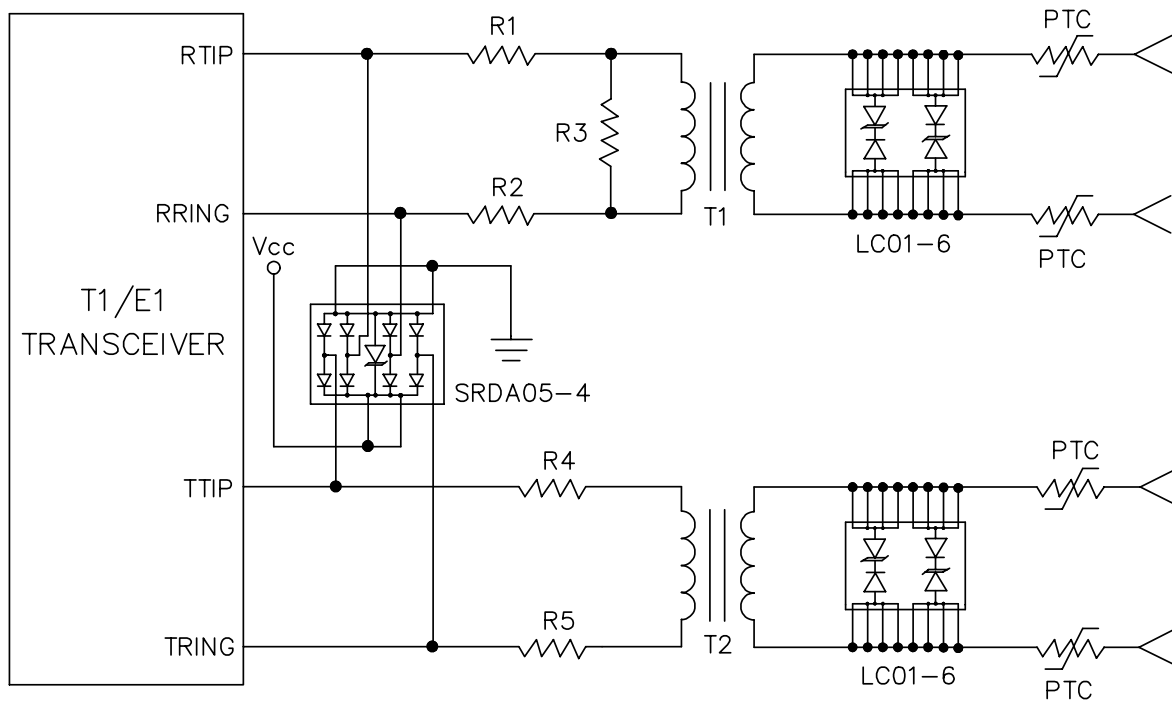 PTC
RTIP
R1
R3
R2
RRING
T1
LC01-6
PTC
Vcc
T1/E1
TRANSCEIVER
SRDA05-4
PTC
TTIP
R4
TRING
R5
T2
LC01-6
PTC